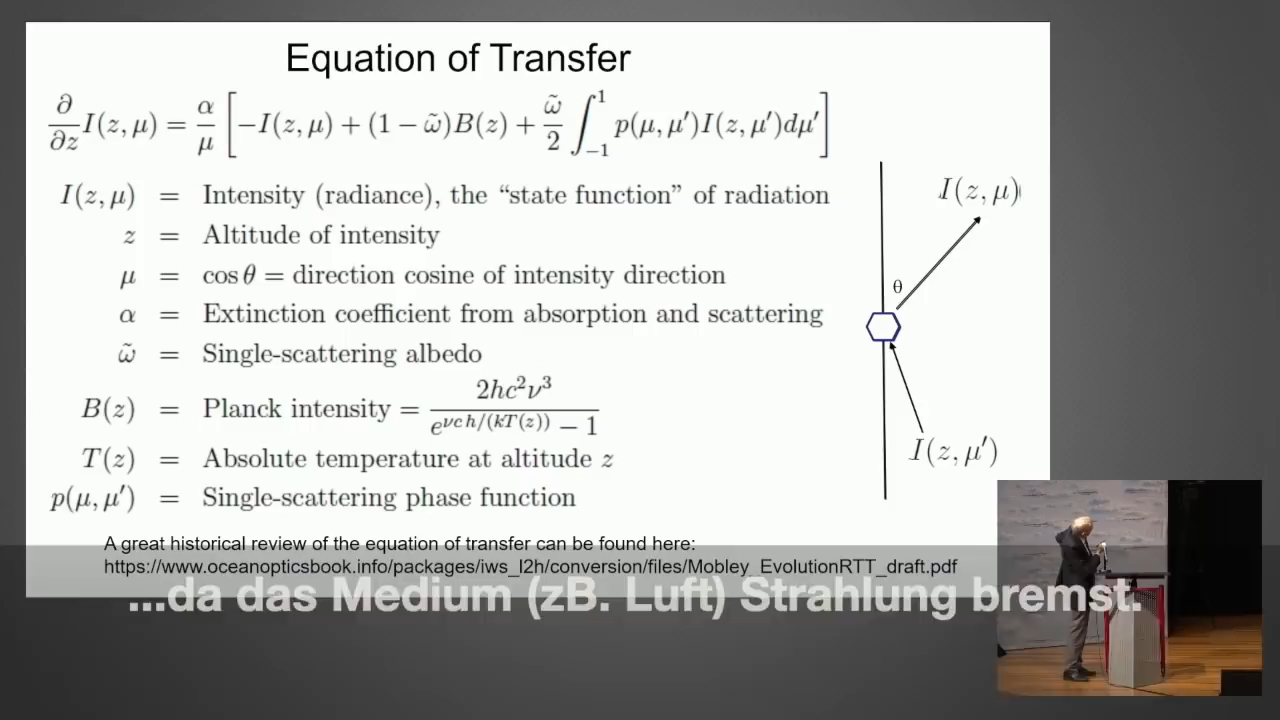 Equation of Transfer
∂/∂z I(z, μ) = α/μ [−I(z, μ) + (1 − ω̃)B(z) + ω̃/2 ∫₋₁¹ p(μ, μ′)I(z, μ′)dμ′]
I(z, μ) = Intensity (radiance), the “state function” of radiation
z = Altitude of intensity
μ = cos θ = direction cosine of intensity direction
α = Extinction coefficient from absorption and scattering
ω̃ = Single-scattering albedo
B(z) = Planck intensity = 2hc²ν³ / (e^(νch/(kT(z))) − 1)
T(z) = Absolute temperature at altitude z
p(μ, μ′) = Single-scattering phase function
I(z, μ)
θ
I(z, μ′)
A great historical review of the equation of transfer can be found here:
https://www.oceanopticsbook.info/packages/iws_l2h/conversion/files/Mobley_EvolutionRTT_draft.pdf
...da das Medium (zB. Luft) Strahlung bremst.